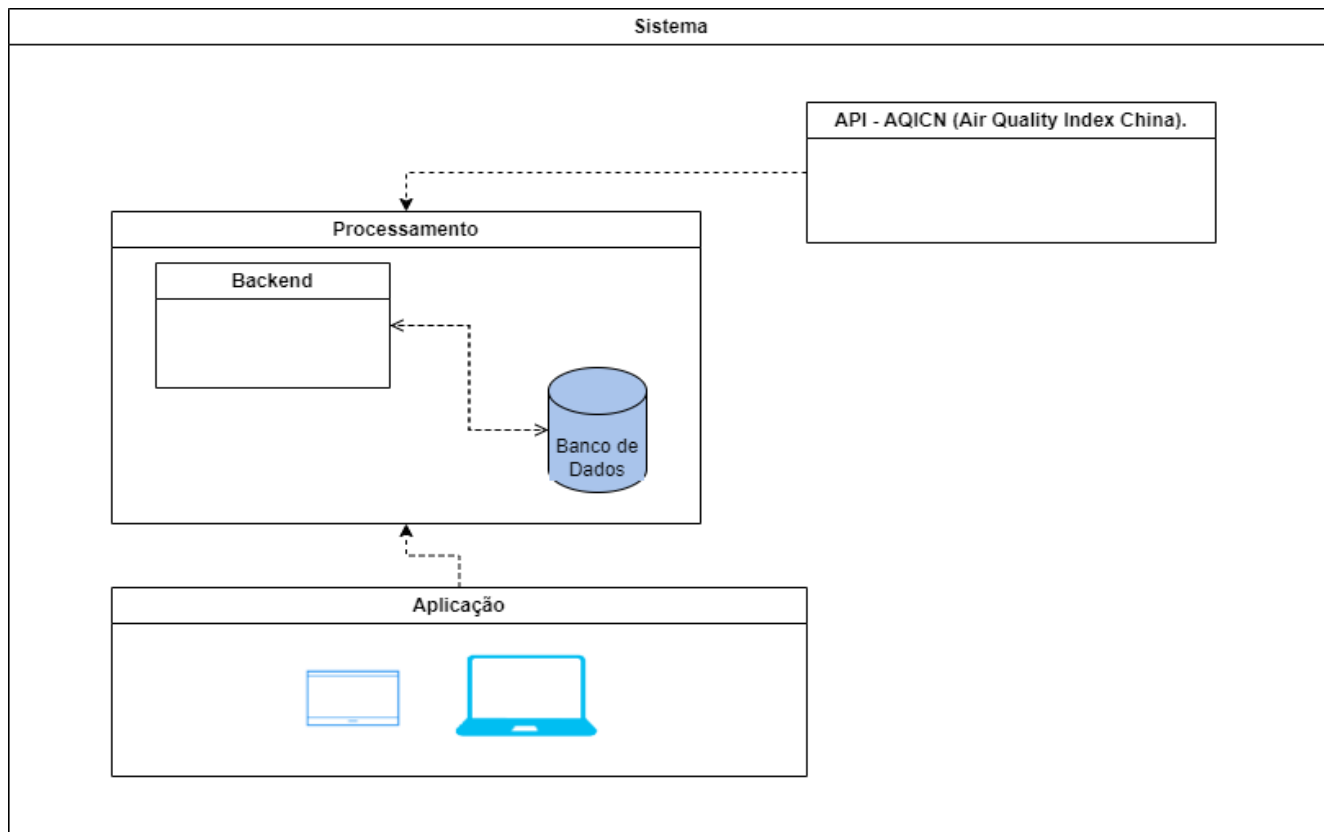 Sistema
API - AQICN (Air Quality Index China).
Processamento
Backend
Banco de
Dados
Aplicação